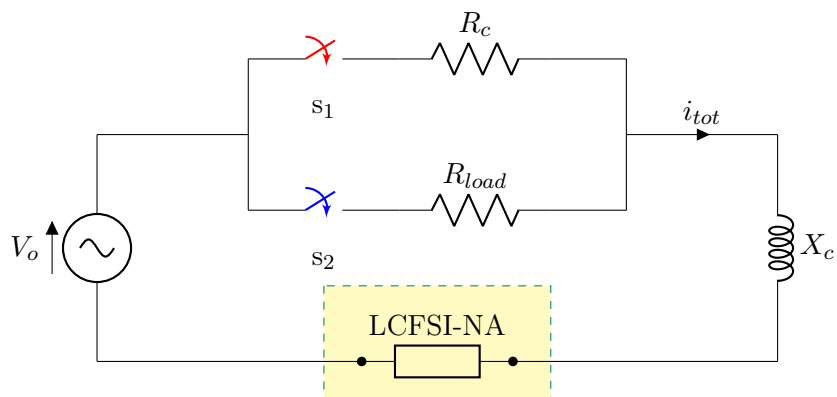 R_c
s_1
i_tot
R_load
V_o
X_c
s_2
LCFSI-NA